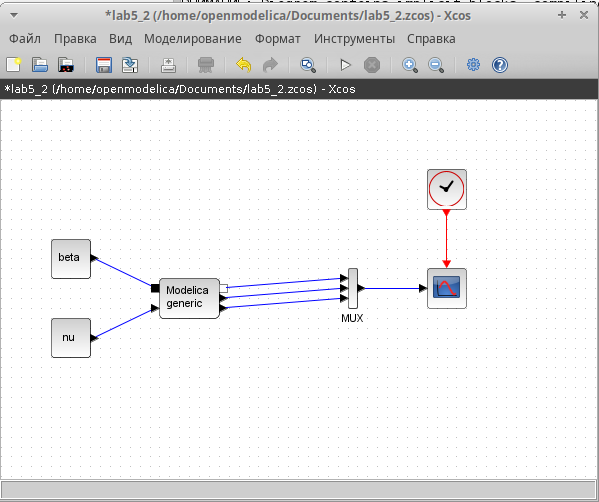 *lab5_2 (/home/openmodelica/Documents/lab5_2.zcos) - Xcos
Файл Правка Вид Моделирование Формат Инструменты Справка
*lab5_2 (/home/openmodelica/Documents/lab5_2.zcos) - Xcos
beta
Modelica
generic
nu
MUX